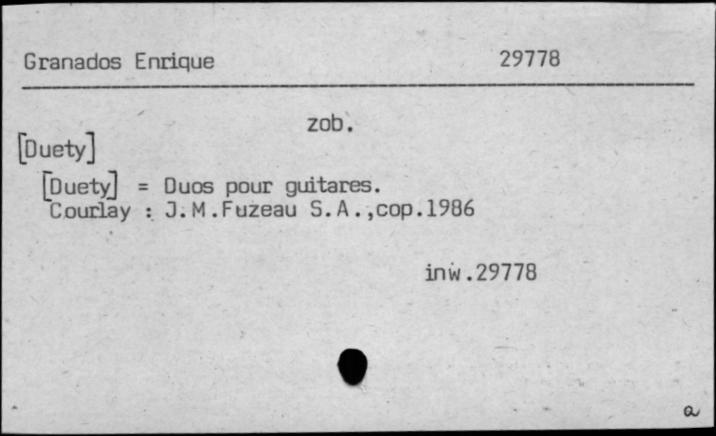 Granados Enrique 29778
zob.
[Duety]
[Duety] = Duos pour guitares.
Courlay : J.M.Fuzeau S.A.,cop.1986
inw.29778
a